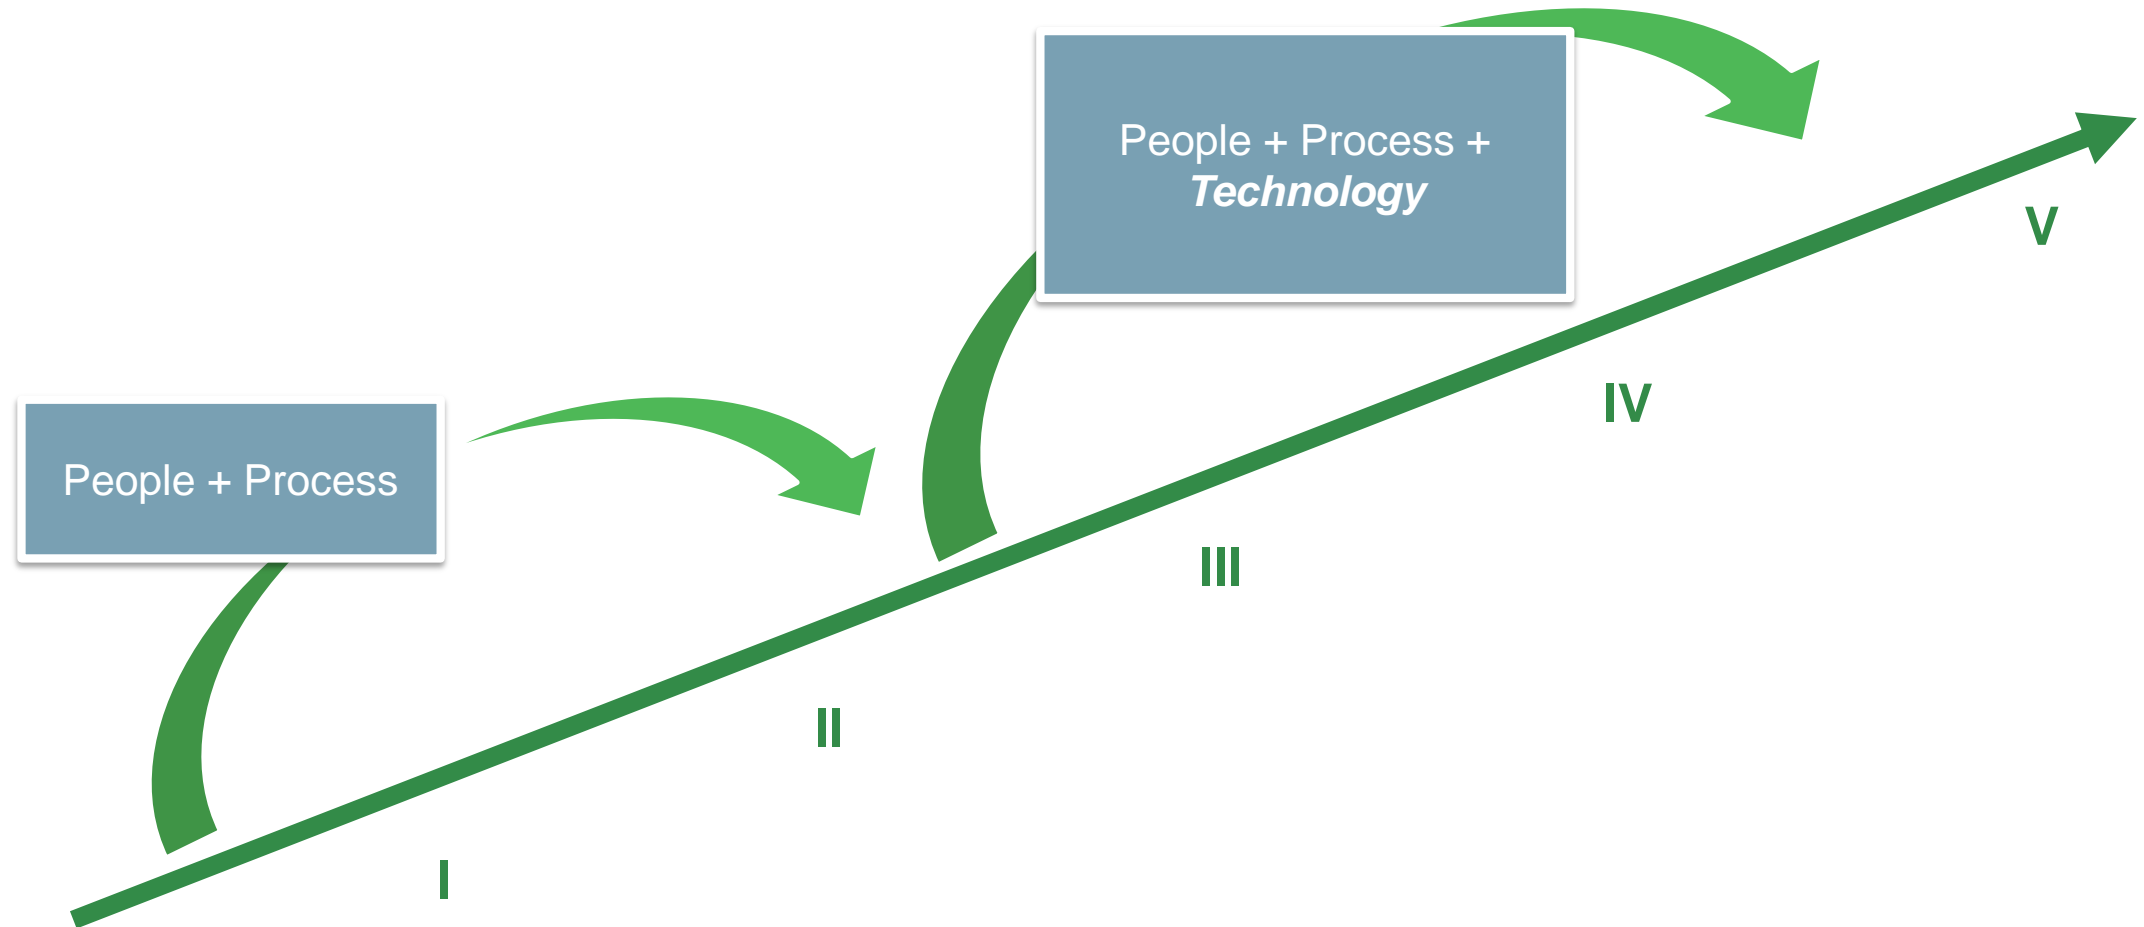 People + Process +
Technology
V
IV
People + Process
III
II
I